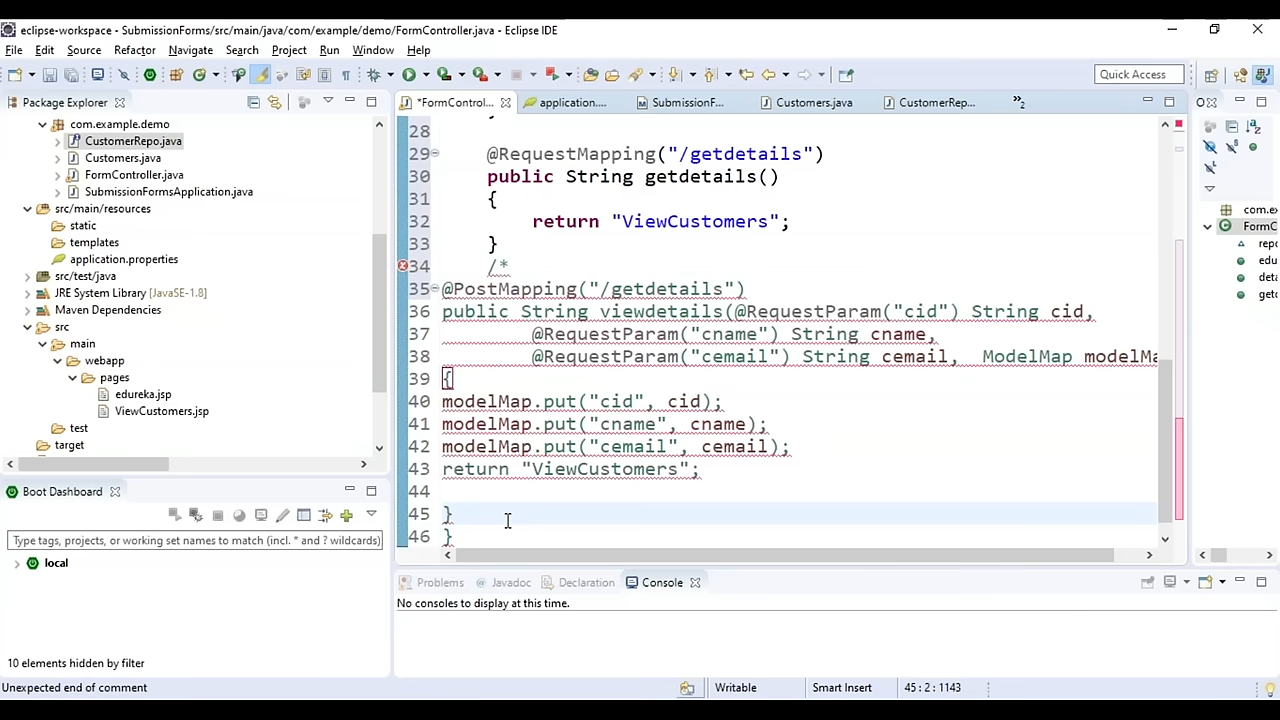 eclipse-workspace - SubmissionForms/src/main/java/com/example/demo/FormController.java - Eclipse IDE
File Edit Source Refactor Navigate Search Project Run Window Help
Quick Access
Package Explorer
*FormControl... application.... SubmissionF... Customers.java CustomerRep... »2
com.example.demo
CustomerRepo.java
Customers.java
FormController.java
SubmissionFormsApplication.java
src/main/resources
static
templates
application.properties
src/test/java
JRE System Library [JavaSE-1.8]
Maven Dependencies
src
main
webapp
pages
edureka.jsp
ViewCustomers.jsp
test
target
28
29 @RequestMapping("/getdetails")
30 public String getdetails()
31 {
32 return "ViewCustomers";
33 }
34 /*
35 @PostMapping("/getdetails")
36 public String viewdetails(@RequestParam("cid") String cid,
37 @RequestParam("cname") String cname,
38 @RequestParam("cemail") String cemail, ModelMap modelMa
39 {
40 modelMap.put("cid", cid);
41 modelMap.put("cname", cname);
42 modelMap.put("cemail", cemail);
43 return "ViewCustomers";
44
45 }
46 }
com.ex
FormC
repo
edu
deta
getd
Boot Dashboard
Type tags, projects, or working set names to match (incl. * and ? wildcards)
local
10 elements hidden by filter
Problems Javadoc Declaration Console
No consoles to display at this time.
Unexpected end of comment
Writable Smart Insert 45 : 2 : 1143